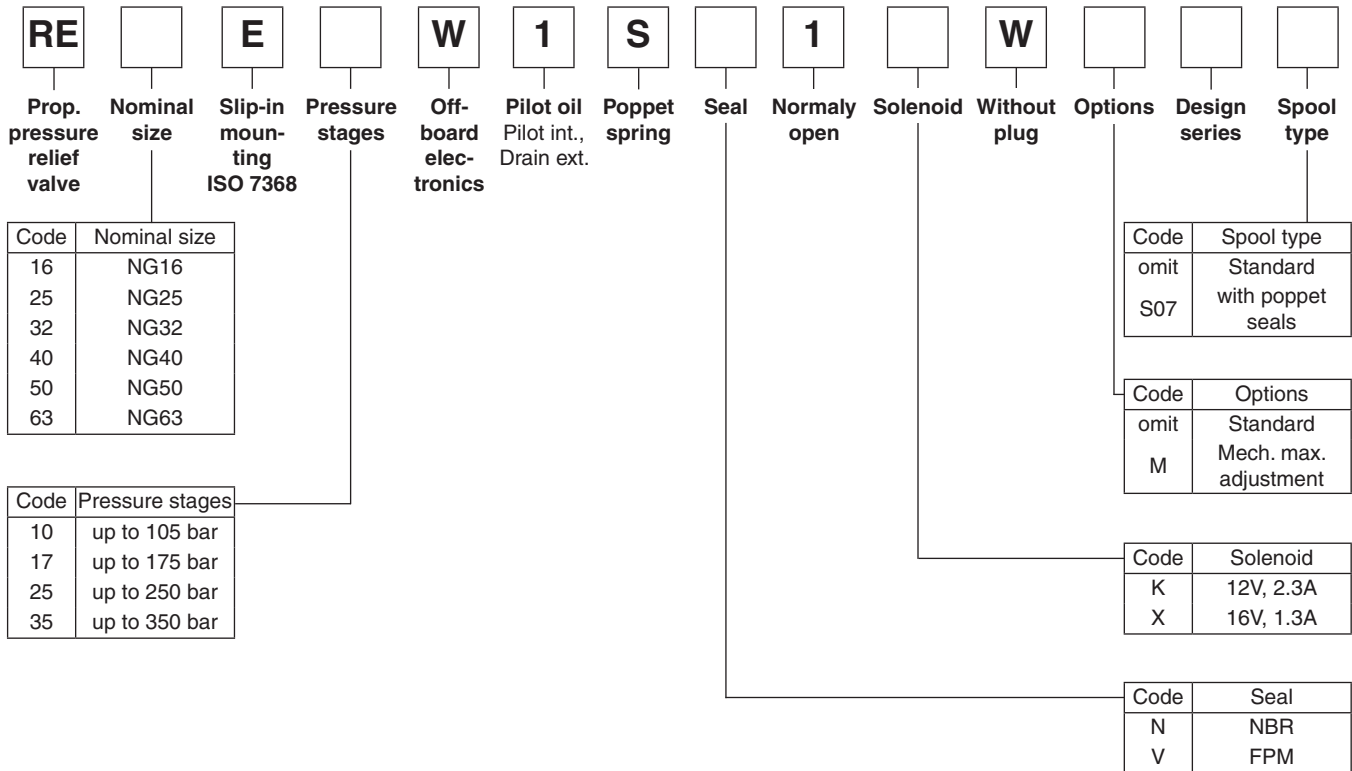 RE E W 1 S 1 W
Prop. pressure relief valve
Nominal size
Slip-in moun- ting ISO 7368
Pressure stages
Off- board elec- tronics
Pilot oil Pilot int., Drain ext.
Poppet spring
Seal
Normaly open
Solenoid
Without plug
Options
Design series
Spool type
Code Nominal size
16 NG16
25 NG25
32 NG32
40 NG40
50 NG50
63 NG63
Code Pressure stages
10 up to 105 bar
17 up to 175 bar
25 up to 250 bar
35 up to 350 bar
Code Spool type
omit Standard
S07 with poppet seals
Code Options
omit Standard
M Mech. max. adjustment
Code Solenoid
K 12V, 2.3A
X 16V, 1.3A
Code Seal
N NBR
V FPM